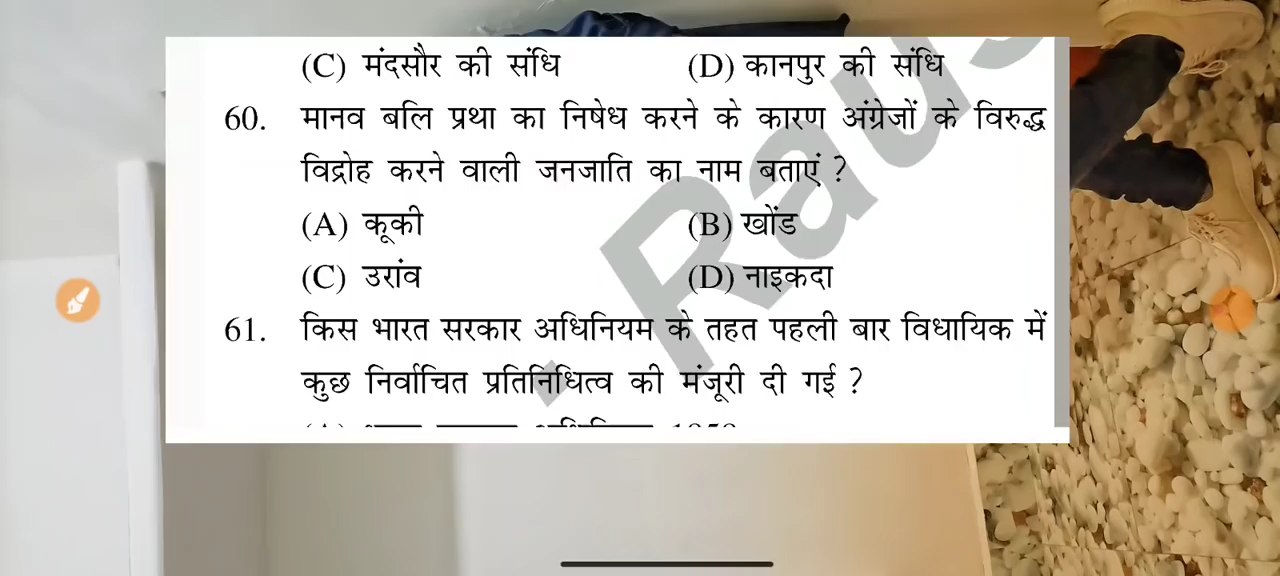 (C) मंदसौर की संधि (D) कानपुर की संधि
60. मानव बलि प्रथा का निषेध करने के कारण अंग्रेजों के विरुद्ध
विद्रोह करने वाली जनजाति का नाम बताएं ?
(A) कूकी (B) खोंड
(C) उरांव (D) नाइकदा
61. किस भारत सरकार अधिनियम के तहत पहली बार विधायिक में
कुछ निर्वाचित प्रतिनिधित्व की मंजूरी दी गई ?